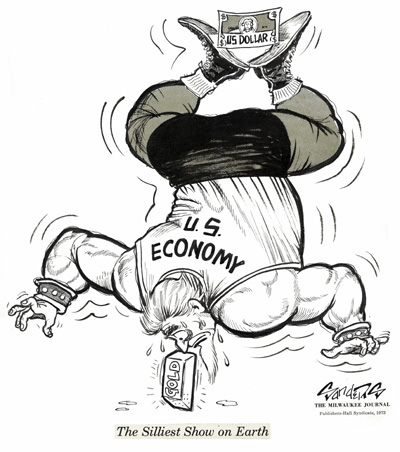 US DOLLAR
U.S.
ECONOMY
GOLD
Sanders
THE MILWAUKEE JOURNAL
Publishers-Hall Syndicate, 1973
The Silliest Show on Earth